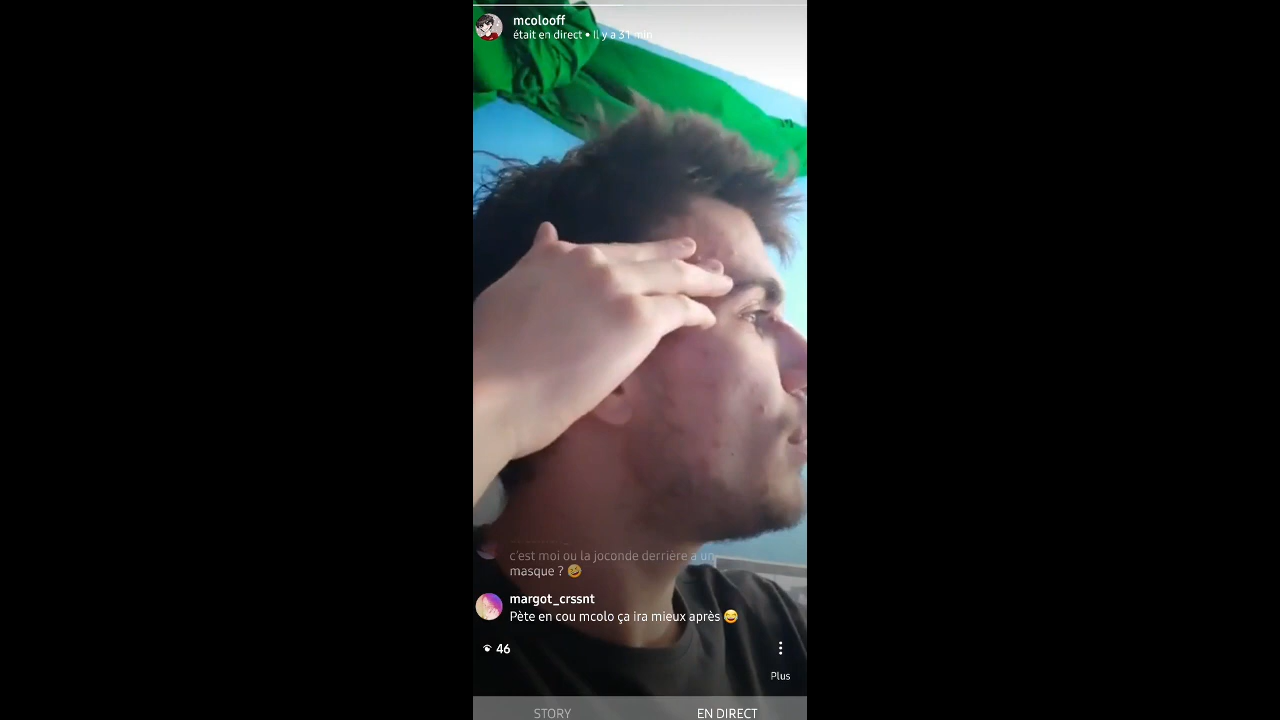 mcolooff
était en direct • Il y a 31 min
c'est moi ou la joconde derrière a un
masque ? 🤣
margot_crssnt
Pète en cou mcolo ça ira mieux après 😅
46
Plus
STORY
EN DIRECT